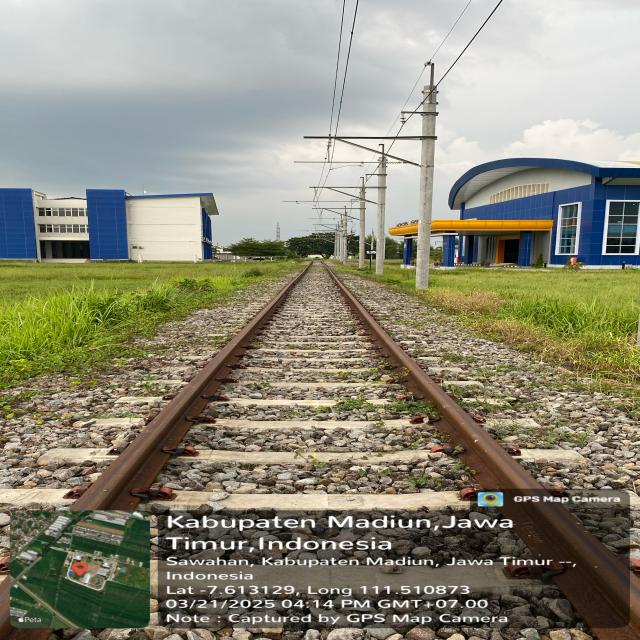 GPS Map Camera
Kabupaten Madiun,Jawa
Timur,Indonesia
Sawahan, Kabupaten Madiun, Jawa Timur --,
Indonesia
Lat -7.613129, Long 111.510873
03/21/2025 04:14 PM GMT+07.00
Note : Captured by GPS Map Camera
Peta